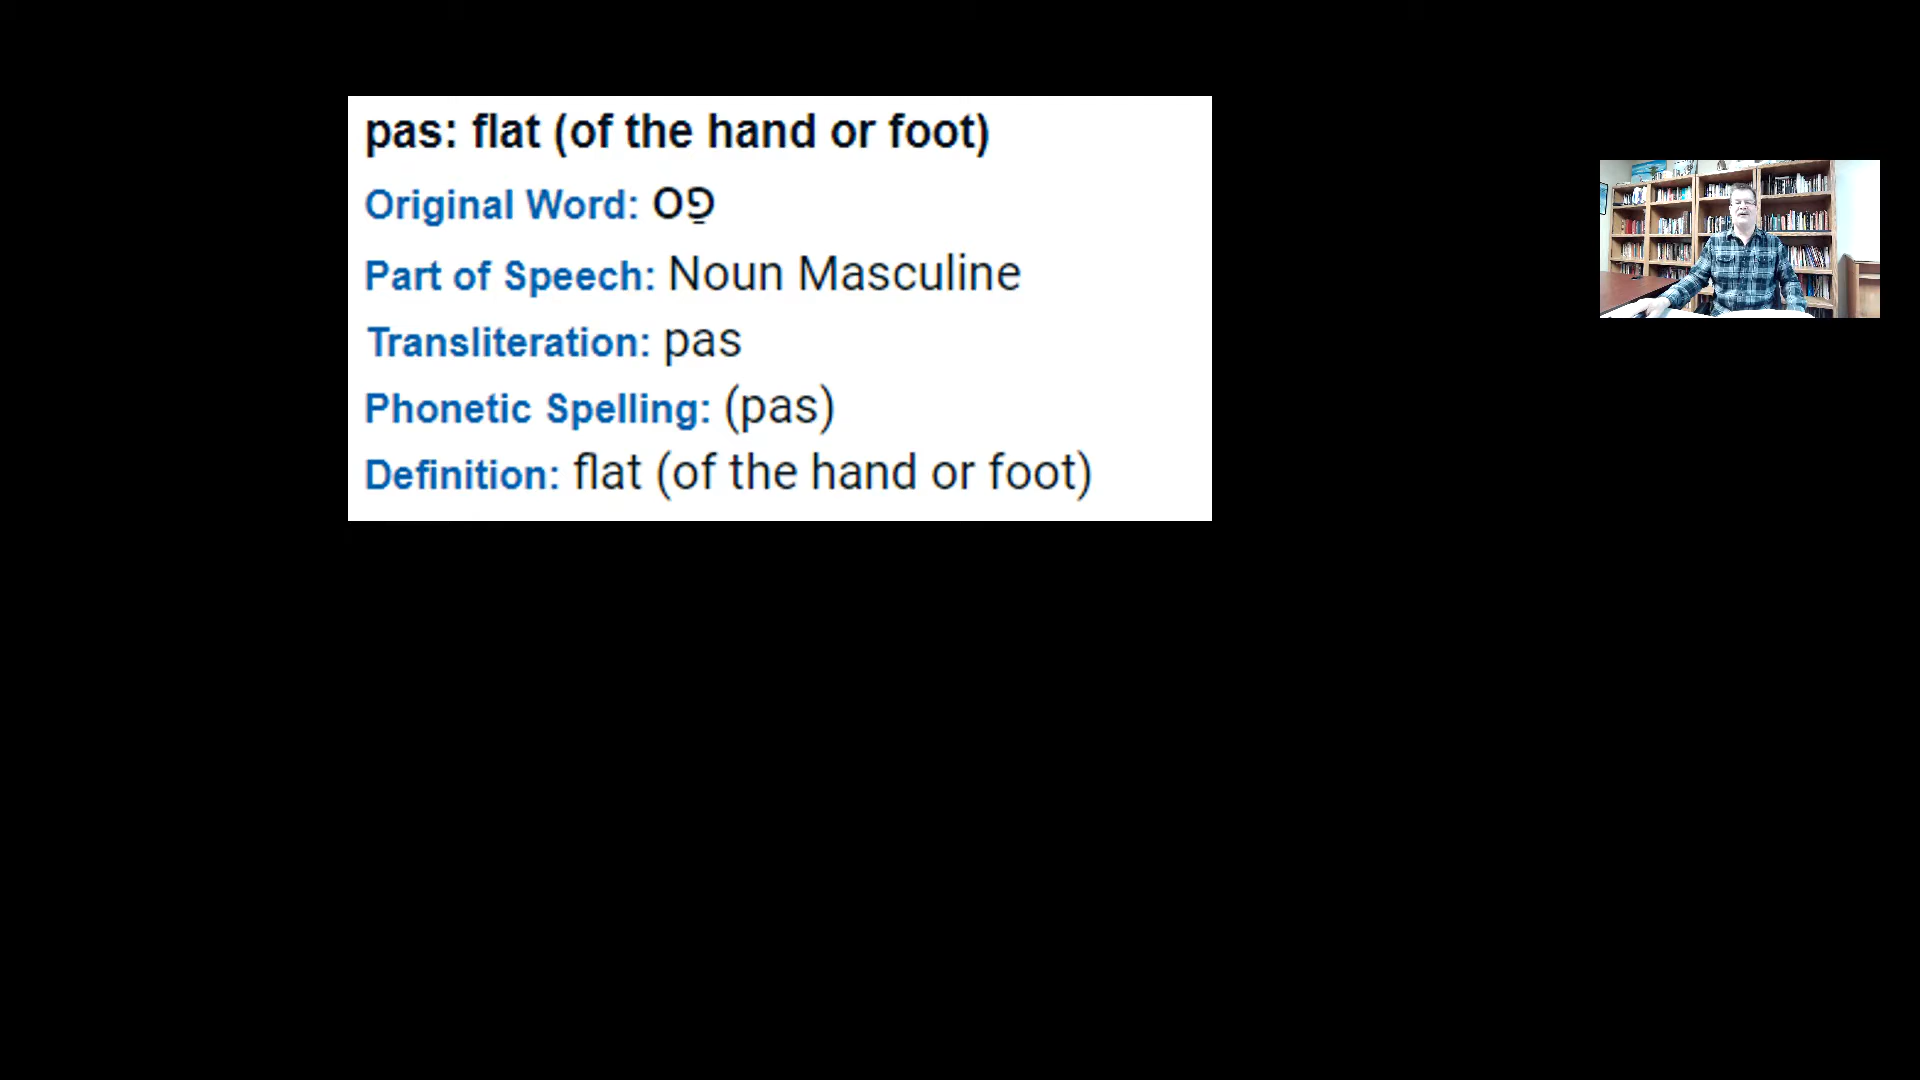 pas: flat (of the hand or foot)
Original Word: פַּס
Part of Speech: Noun Masculine
Transliteration: pas
Phonetic Spelling: (pas)
Definition: flat (of the hand or foot)